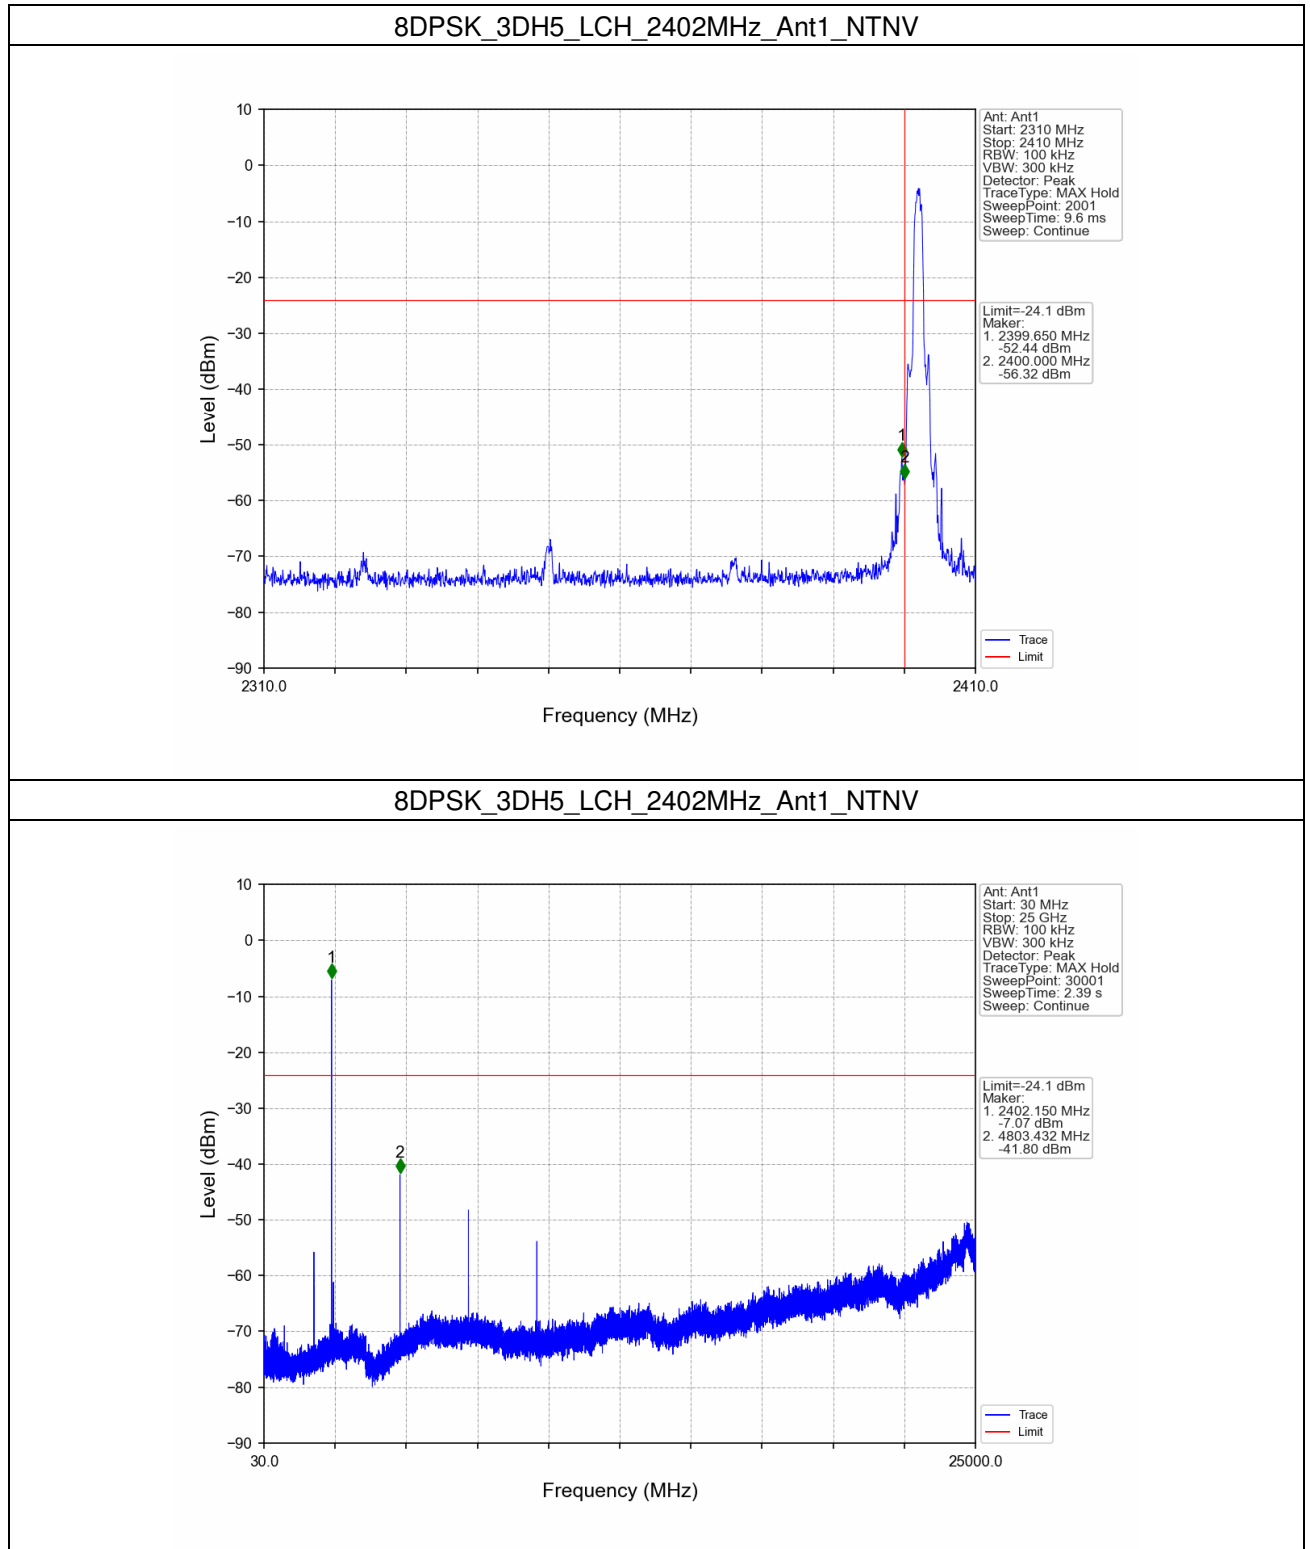 8DPSK_3DH5_LCH_2402MHz_Ant1_NTNV
10
0
−10
−20
−30
−40
−50
−60
−70
−80
−90
Level (dBm)
1
2
2310.0
2410.0
Frequency (MHz)
Ant: Ant1
Start: 2310 MHz
Stop: 2410 MHz
RBW: 100 kHz
VBW: 300 kHz
Detector: Peak
TraceType: MAX Hold
SweepPoint: 2001
SweepTime: 9.6 ms
Sweep: Continue
Limit=-24.1 dBm
Maker:
1. 2399.650 MHz
-52.44 dBm
2. 2400.000 MHz
-56.32 dBm
Trace
Limit
8DPSK_3DH5_LCH_2402MHz_Ant1_NTNV
10
0
−10
−20
−30
−40
−50
−60
−70
−80
−90
Level (dBm)
1
2
30.0
25000.0
Frequency (MHz)
Ant: Ant1
Start: 30 MHz
Stop: 25 GHz
RBW: 100 kHz
VBW: 300 kHz
Detector: Peak
TraceType: MAX Hold
SweepPoint: 30001
SweepTime: 2.39 s
Sweep: Continue
Limit=-24.1 dBm
Maker:
1. 2402.150 MHz
-7.07 dBm
2. 4803.432 MHz
-41.80 dBm
Trace
Limit